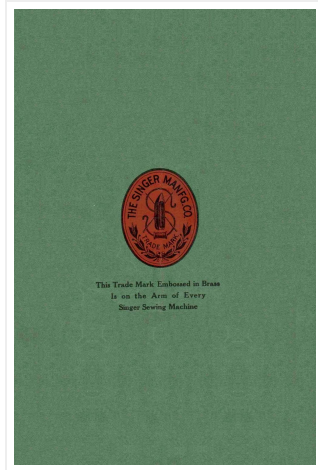 THE SINGER MANFG. CO.
TRADE MARK
This Trade Mark Embossed in Brass
Is on the Arm of Every
Singer Sewing Machine